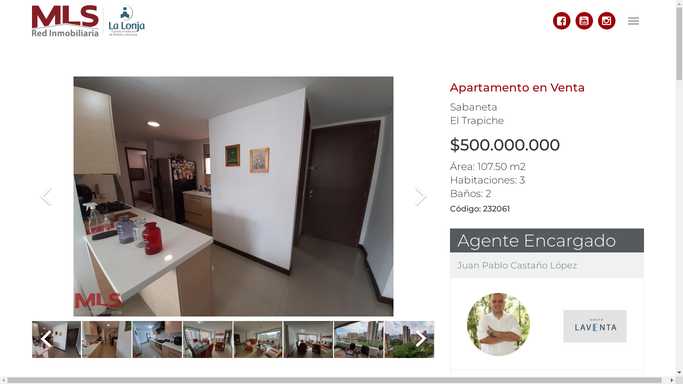 MLS
Red Inmobiliaria
La Lonja
Apartamento en Venta
Sabaneta
El Trapiche
$500.000.000
Área: 107.50 m2
Habitaciones: 3
Baños: 2
Código: 232061
Agente Encargado
Juan Pablo Castaño López
MLS
LAVENTA